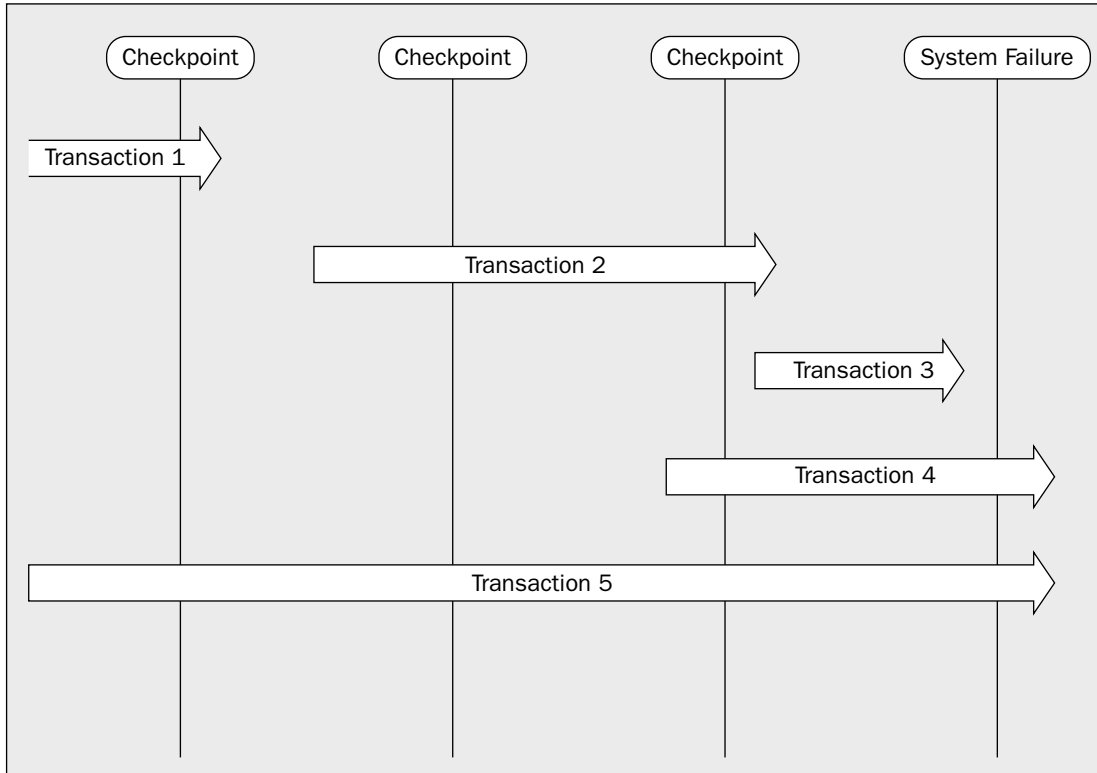 Checkpoint
Checkpoint
Checkpoint
System Failure
Transaction 1
Transaction 2
Transaction 3
Transaction 4
Transaction 5